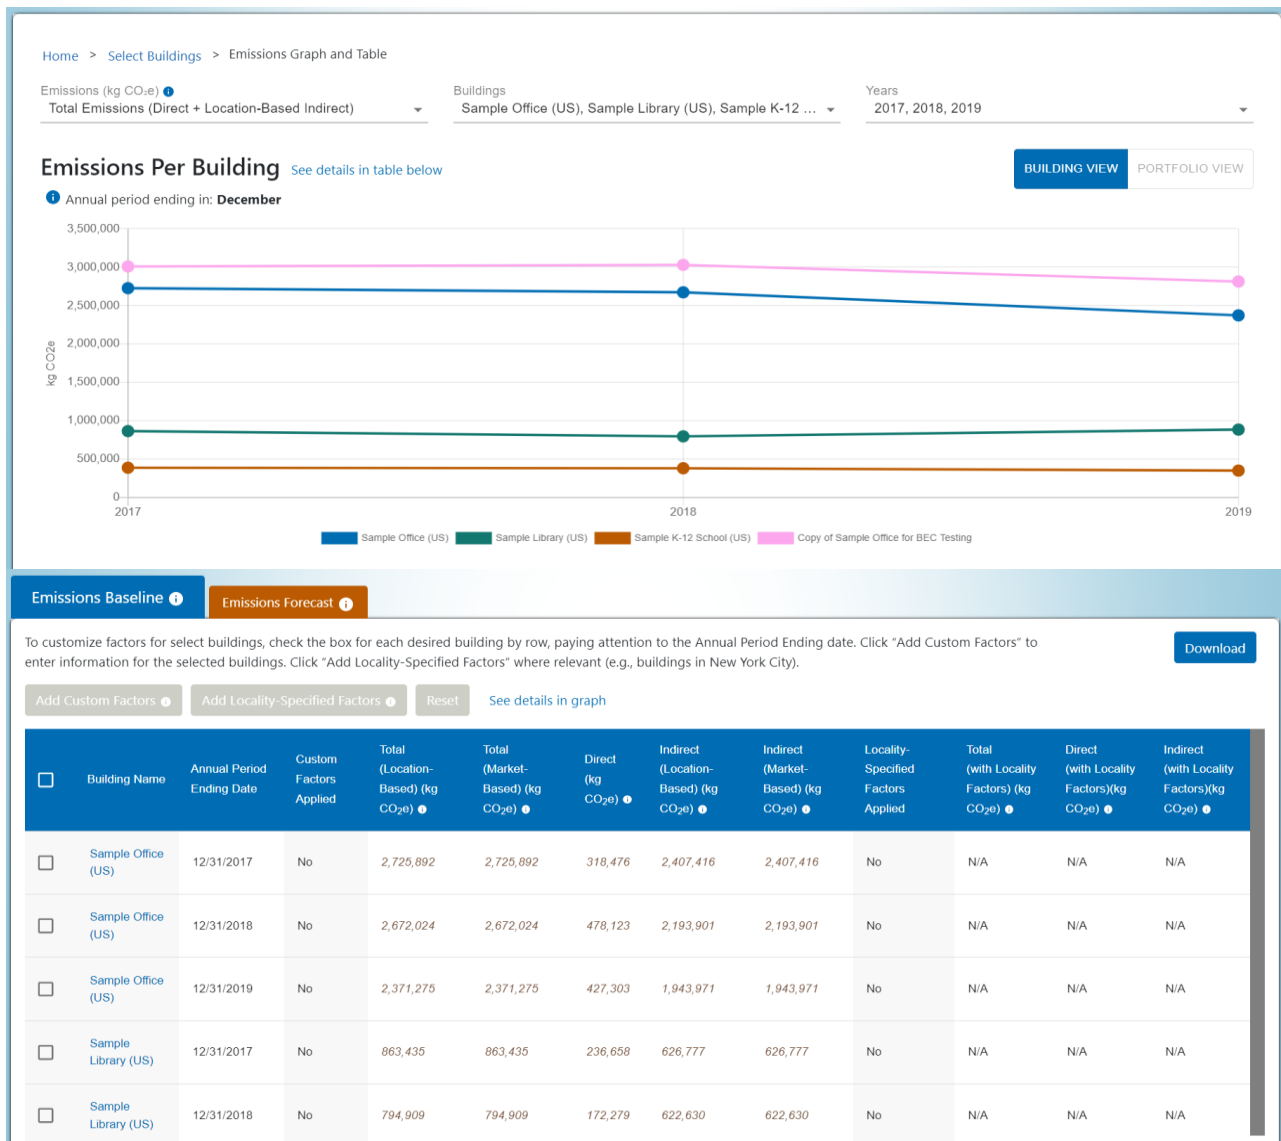 Home > Select Buildings > Emissions Graph and Table
Emissions (kg CO₂e)
Buildings
Years
Total Emissions (Direct + Location-Based Indirect)
Sample Office (US), Sample Library (US), Sample K-12 ...
2017, 2018, 2019
Emissions Per Building See details in table below
BUILDING VIEW PORTFOLIO VIEW
Annual period ending in: December
3,500,000
3,000,000
2,500,000
2,000,000
1,500,000
1,000,000
500,000
0
kg CO2e
2017 2018 2019
Sample Office (US) Sample Library (US) Sample K-12 School (US) Copy of Sample Office for BEC Testing
Emissions Baseline
Emissions Forecast
To customize factors for select buildings, check the box for each desired building by row, paying attention to the Annual Period Ending date. Click "Add Custom Factors" to
enter information for the selected buildings. Click "Add Locality-Specified Factors" where relevant (e.g., buildings in New York City).
Download
Add Custom Factors Add Locality-Specified Factors Reset See details in graph
Building Name
Annual Period
Ending Date
Custom
Factors
Applied
Total
(Location-
Based) (kg
CO₂e)
Total
(Market-
Based) (kg
CO₂e)
Direct
(kg
CO₂e)
Indirect
(Location-
Based) (kg
CO₂e)
Indirect
(Market-
Based) (kg
CO₂e)
Locality-
Specified
Factors
Applied
Total
(with Locality
Factors) (kg
CO₂e)
Direct
(with Locality
Factors)(kg
CO₂e)
Indirect
(with Locality
Factors)(kg
CO₂e)
Sample Office
(US)
12/31/2017 No 2,725,892 2,725,892 318,476 2,407,416 2,407,416 No N/A N/A N/A
Sample Office
(US)
12/31/2018 No 2,672,024 2,672,024 478,123 2,193,901 2,193,901 No N/A N/A N/A
Sample Office
(US)
12/31/2019 No 2,371,275 2,371,275 427,303 1,943,971 1,943,971 No N/A N/A N/A
Sample
Library (US)
12/31/2017 No 863,435 863,435 236,658 626,777 626,777 No N/A N/A N/A
Sample
Library (US)
12/31/2018 No 794,909 794,909 172,279 622,630 622,630 No N/A N/A N/A